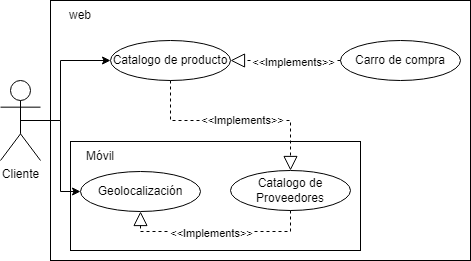 web
Catalogo de producto
<<Implements>>
Carro de compra
Cliente
<<Implements>>
Móvil
Geolocalización
Catalogo de
Proveedores
<<Implements>>